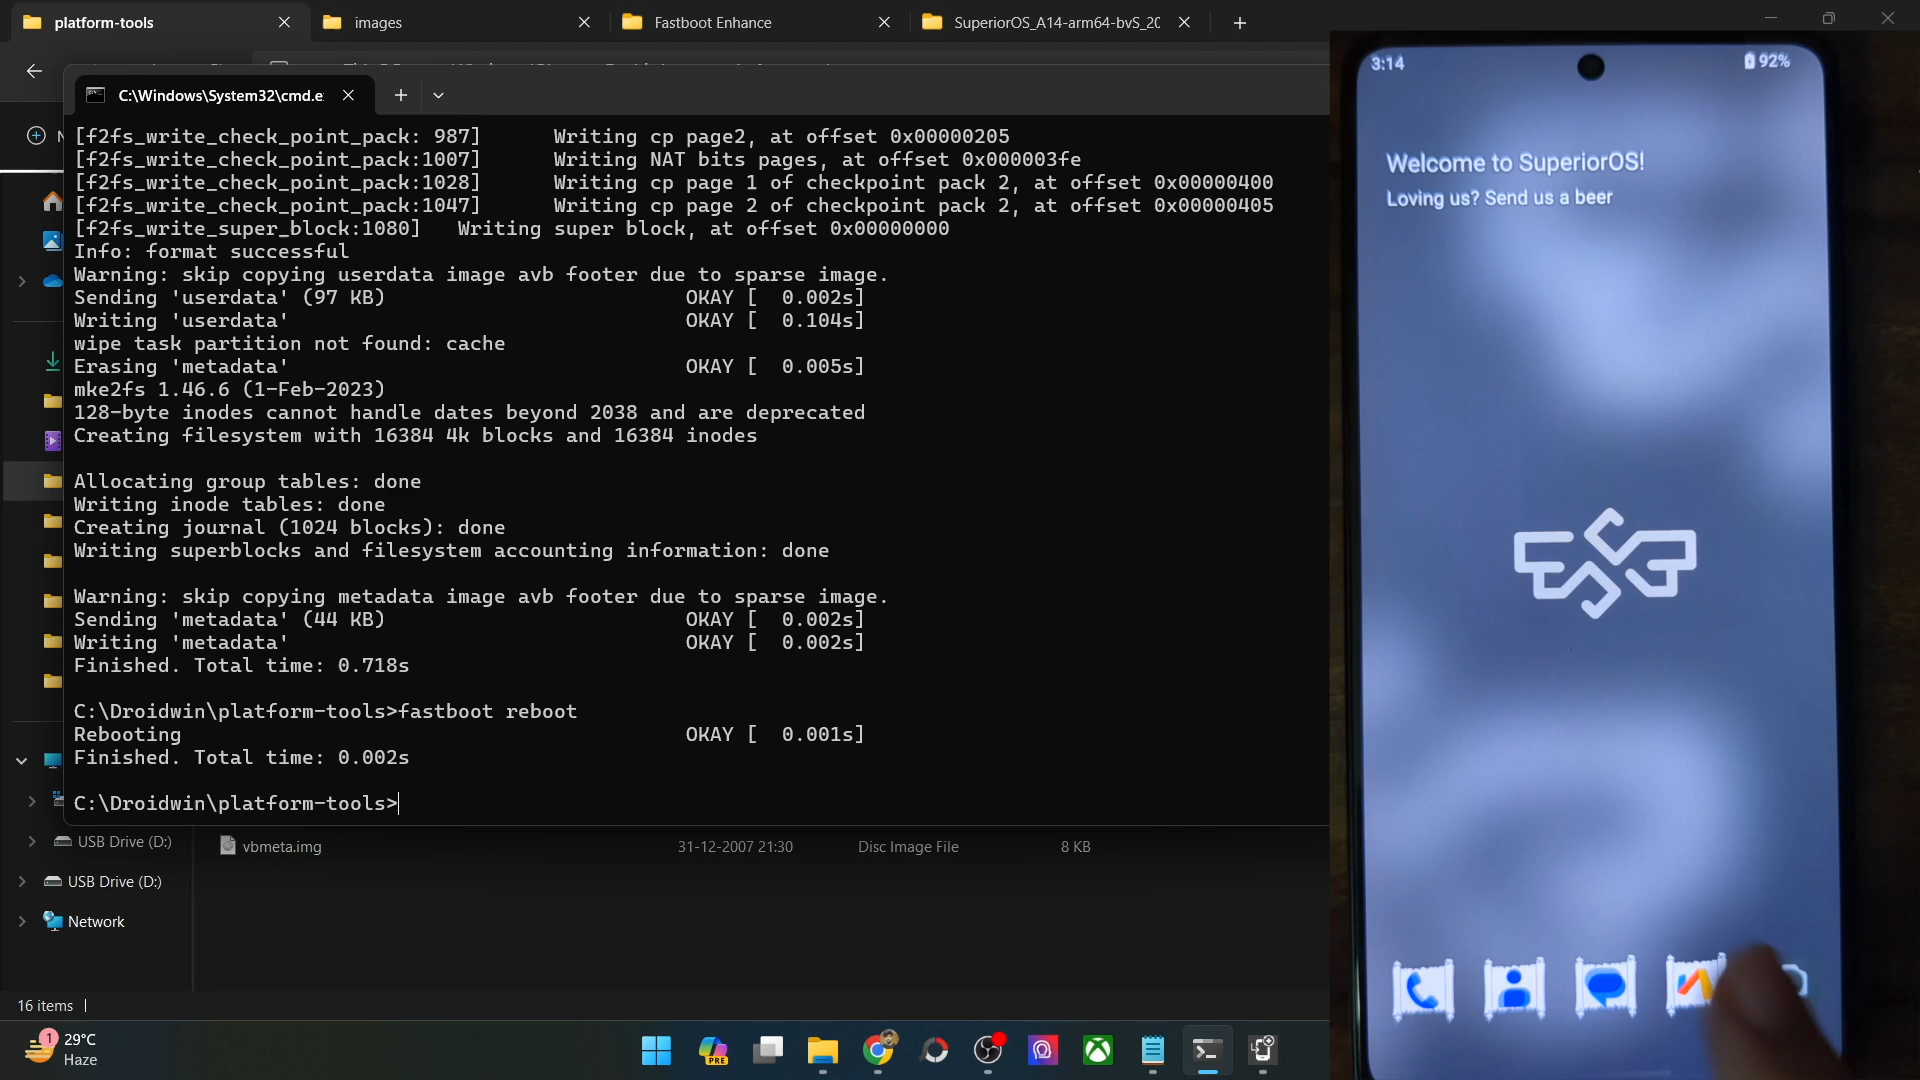 platform-tools
images
Fastboot Enhance
SuperiorOS_A14-arm64-bvS_20
C:\Windows\System32\cmd.e
[f2fs_write_check_point_pack: 987] Writing cp page2, at offset 0x00000205
[f2fs_write_check_point_pack:1007] Writing NAT bits pages, at offset 0x000003fe
[f2fs_write_check_point_pack:1028] Writing cp page 1 of checkpoint pack 2, at offset 0x00000400
[f2fs_write_check_point_pack:1047] Writing cp page 2 of checkpoint pack 2, at offset 0x00000405
[f2fs_write_super_block:1080] Writing super block, at offset 0x00000000
Info: format successful
Warning: skip copying userdata image avb footer due to sparse image.
Sending 'userdata' (97 KB) OKAY [ 0.002s]
Writing 'userdata' OKAY [ 0.104s]
wipe task partition not found: cache
Erasing 'metadata' OKAY [ 0.005s]
mke2fs 1.46.6 (1-Feb-2023)
128-byte inodes cannot handle dates beyond 2038 and are deprecated
Creating filesystem with 16384 4k blocks and 16384 inodes
Allocating group tables: done
Writing inode tables: done
Creating journal (1024 blocks): done
Writing superblocks and filesystem accounting information: done
Warning: skip copying metadata image avb footer due to sparse image.
Sending 'metadata' (44 KB) OKAY [ 0.002s]
Writing 'metadata' OKAY [ 0.002s]
Finished. Total time: 0.718s
C:\Droidwin\platform-tools>fastboot reboot
Rebooting OKAY [ 0.001s]
Finished. Total time: 0.002s
C:\Droidwin\platform-tools>
USB Drive (D:)
vbmeta.img 31-12-2007 21:30 Disc Image File 8 KB
USB Drive (D:)
Network
16 items
1
29°C
Haze
PRE
3:14
92%
Welcome to SuperiorOS!
Loving us? Send us a beer